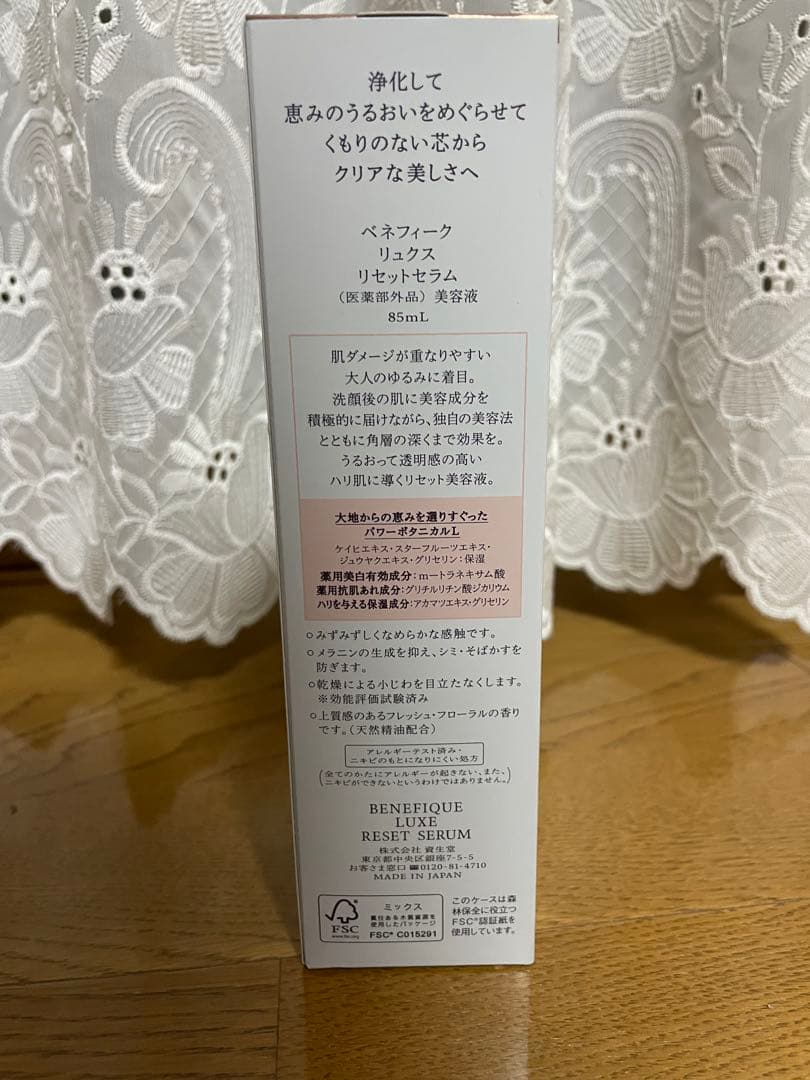 浄化して
恵みのうるおいをめぐらせて
くもりのない芯から
クリアな美しさへ
ベネフィーク
リュクス
リセットセラム
（医薬部外品）美容液
85mL
肌ダメージが重なりやすい
大人のゆるみに着目。
洗顔後の肌に美容成分を
積極的に届けながら、独自の美容法
とともに角層の深くまで効果を。
うるおって透明感の高い
ハリ肌に導くリセット美容液。
大地からの恵みを選りすぐった
パワーボタニカルL
ケイヒエキス・スターフルーツエキス・
ジュウヤクエキス・グリセリン：保湿
薬用美白有効成分：m－トラネキサム酸
薬用抗肌あれ成分：グリチルリチン酸ジカリウム
ハリを与える保湿成分：アカマツエキス・グリセリン
○みずみずしくなめらかな感触です。
○メラニンの生成を抑え、シミ・そばかすを
防ぎます。
○乾燥による小じわを目立たなくします。
※効能評価試験済み
○上質感のあるフレッシュ・フローラルの香り
です。（天然精油配合）
アレルギーテスト済み・
ニキビのもとになりにくい処方
（全てのかたにアレルギーが起きない、また、
ニキビができないというわけではありません。）
BENEFIQUE
LUXE
RESET SERUM
株式会社 資生堂
東京都中央区銀座7-5-5
お客さま窓口 ☎0120-81-4710
MADE IN JAPAN
FSC
www.fsc.org
ミックス
責任ある木質資源を
使用したパッケージ
FSC® C015291
このケースは森
林保全に役立つ
FSC®認証紙を
使用しています。